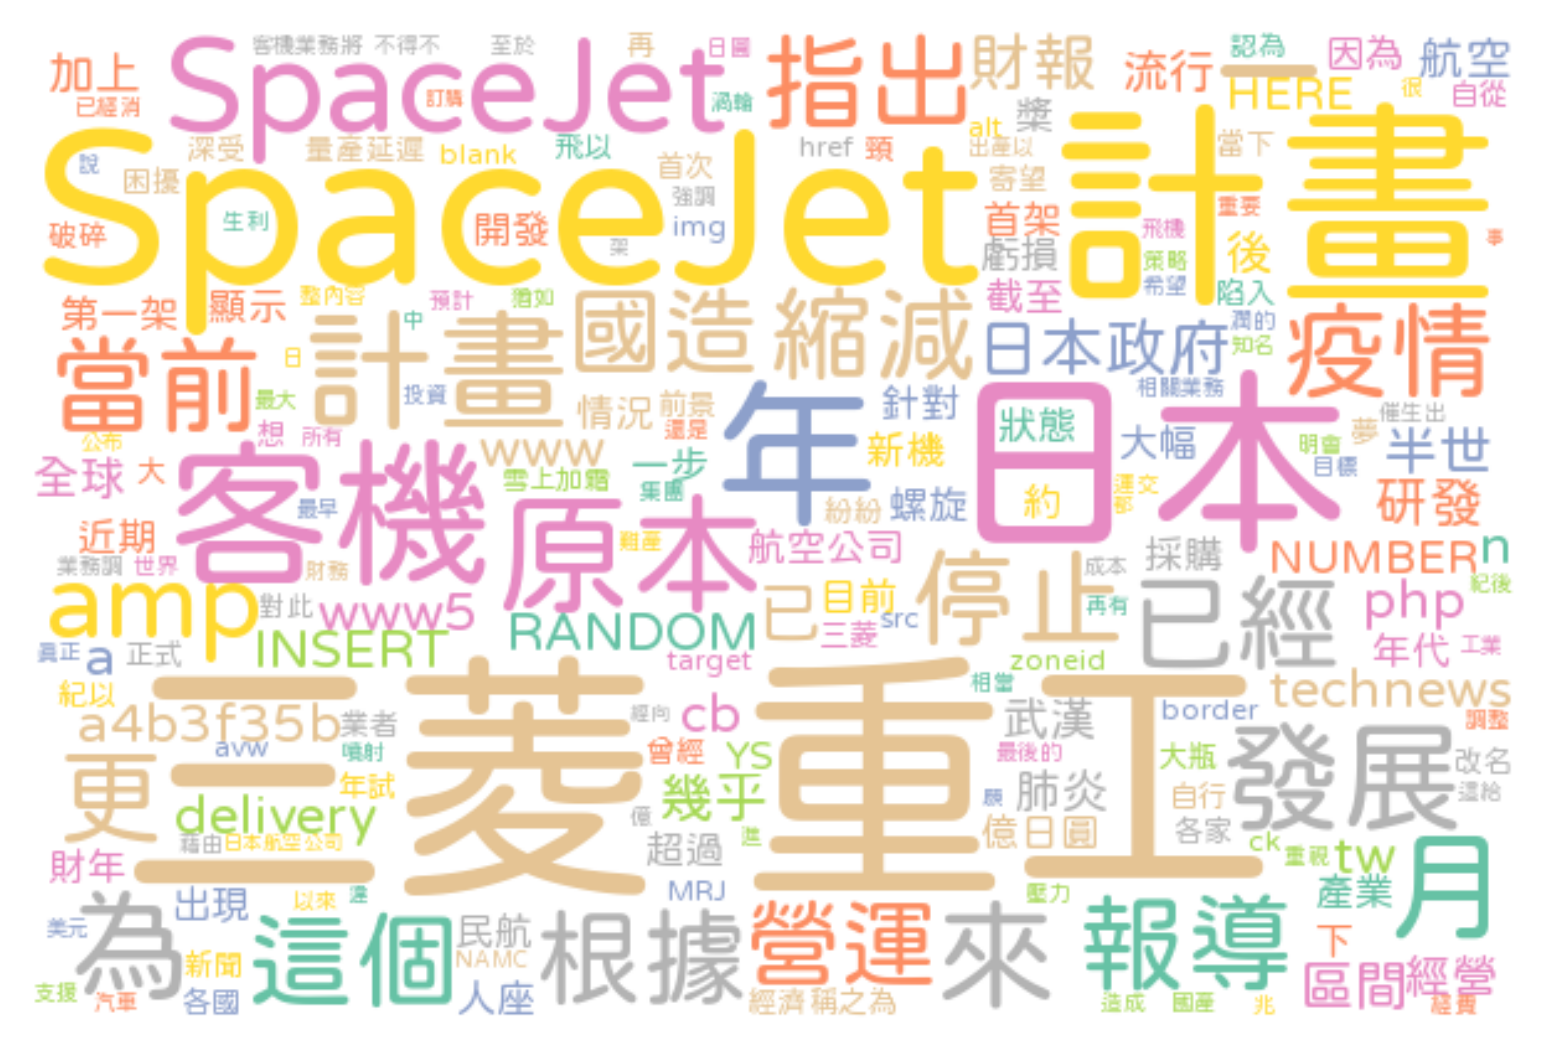 加上 SpaceJet 客機業務將 不得不 至於 再 日圓 指出 財報 流行 一 認為 因為 航空
已經消 訂購 渦輪 槳 HERE 很 自從
SpaceJet 計畫
說 困擾 深受 量產延遲 blank 飛以 首次 href 頸 alt 出產以 寄望 當下
破碎 生利 開發 架 強調 img 首架 虧損 重要 飛機 策略 希望 後 事
第一架 顯示 整內容 預計 猶如 中 國造 縮減 截至 陷入 潤的 知名
當前 日 計畫 投資 日本政府 疫情
最大 公布 想 所有 情況 前景 還是 年 針對 相關業務 日本 狀態 約 大幅 催生出 夢 半世
全球 大 客機 www 雪上加霜 一步 集團 新機 明會 目標
近期 最早 原本 難產 紛紛 螺旋 運交 都 研發
業務調 世界 財務 航空公司 停止 成本 採購 NUMBER n
amp 對此 www5 RANDOM 已 目前 三菱 src 再有 已經 php 紀後
真正 a 正式 INSERT target zoneid 年代 工業
紀以 三菱重工 相當 technews
a4b3f35b 業者 經向 cb 武漢 border 調整
更 avw 噴射 曾經 YS 最後的 大瓶 發展 改名
delivery 年試 億 幾乎 願 肺炎 自行 這給
藉由 日本航空公司 超過 進 億日圓 各家 ck 重視 tw 月
財年 一 MRJ 壓力 產業
為 出現 以來 遑 這個 民航 根據 營運 來 報導 下
美元 新聞 NAMC 區間 經營
支援 汽車 各國 人座 經濟 稱之為 造成 國產 兆 經費